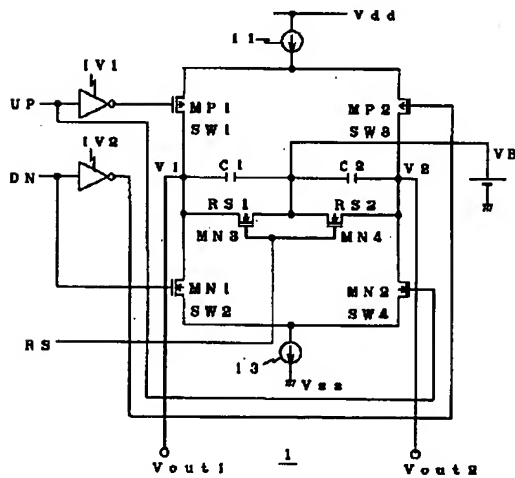 Vdd
I1
IV1
UP
MP1
MP2
SW1
SW3
IV2
DN
V1
C1
C2
V2
VB
RS1
RS2
MN3
MN4
MN1
MN2
SW2
SW4
RS
I3
Vss
Vout1
1
Vout2